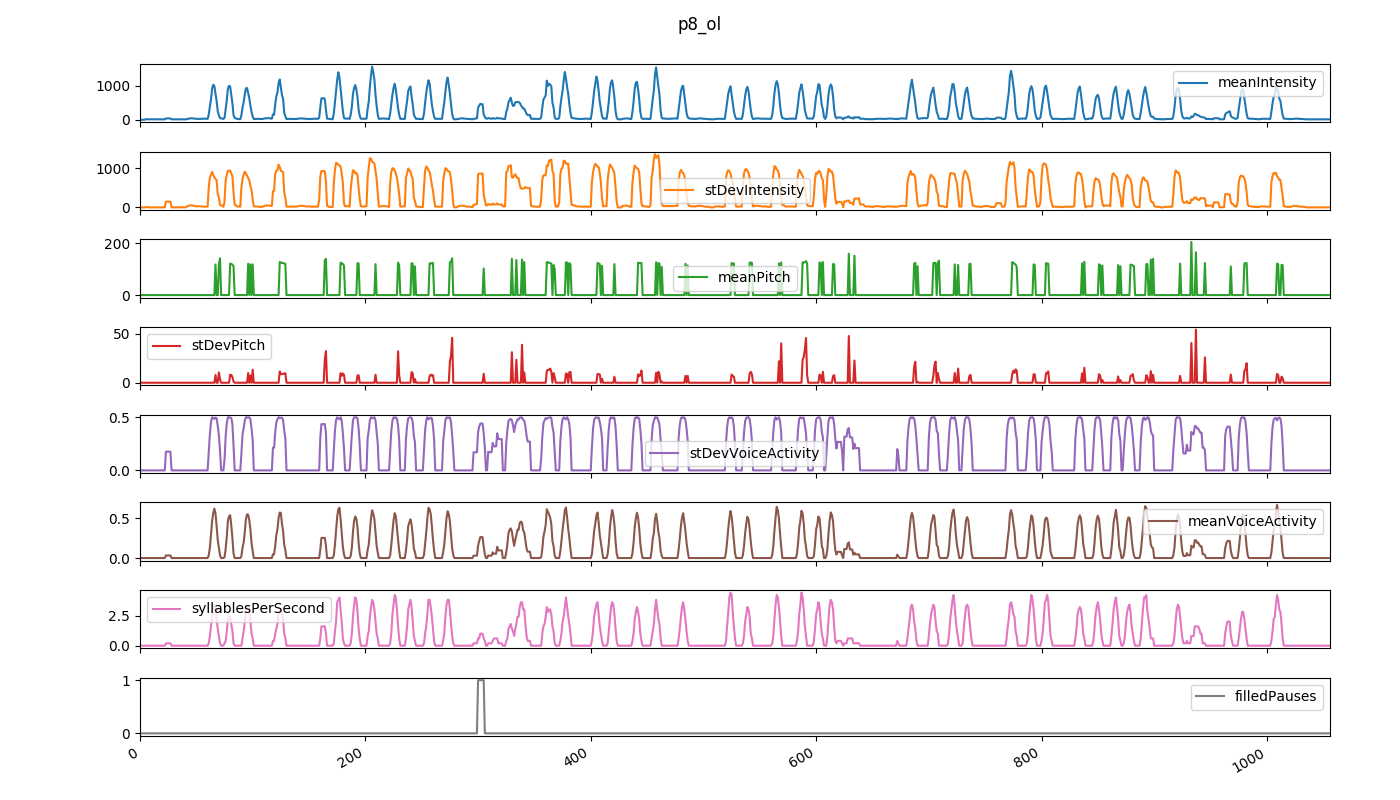 p8_ol
1000
0
meanIntensity
1000
0
stDevIntensity
200
0
meanPitch
50
0
stDevPitch
0.5
0.0
stDevVoiceActivity
0.5
0.0
meanVoiceActivity
2.5
0.0
syllablesPerSecond
1
0
filledPauses
0 200 400 600 800 1000